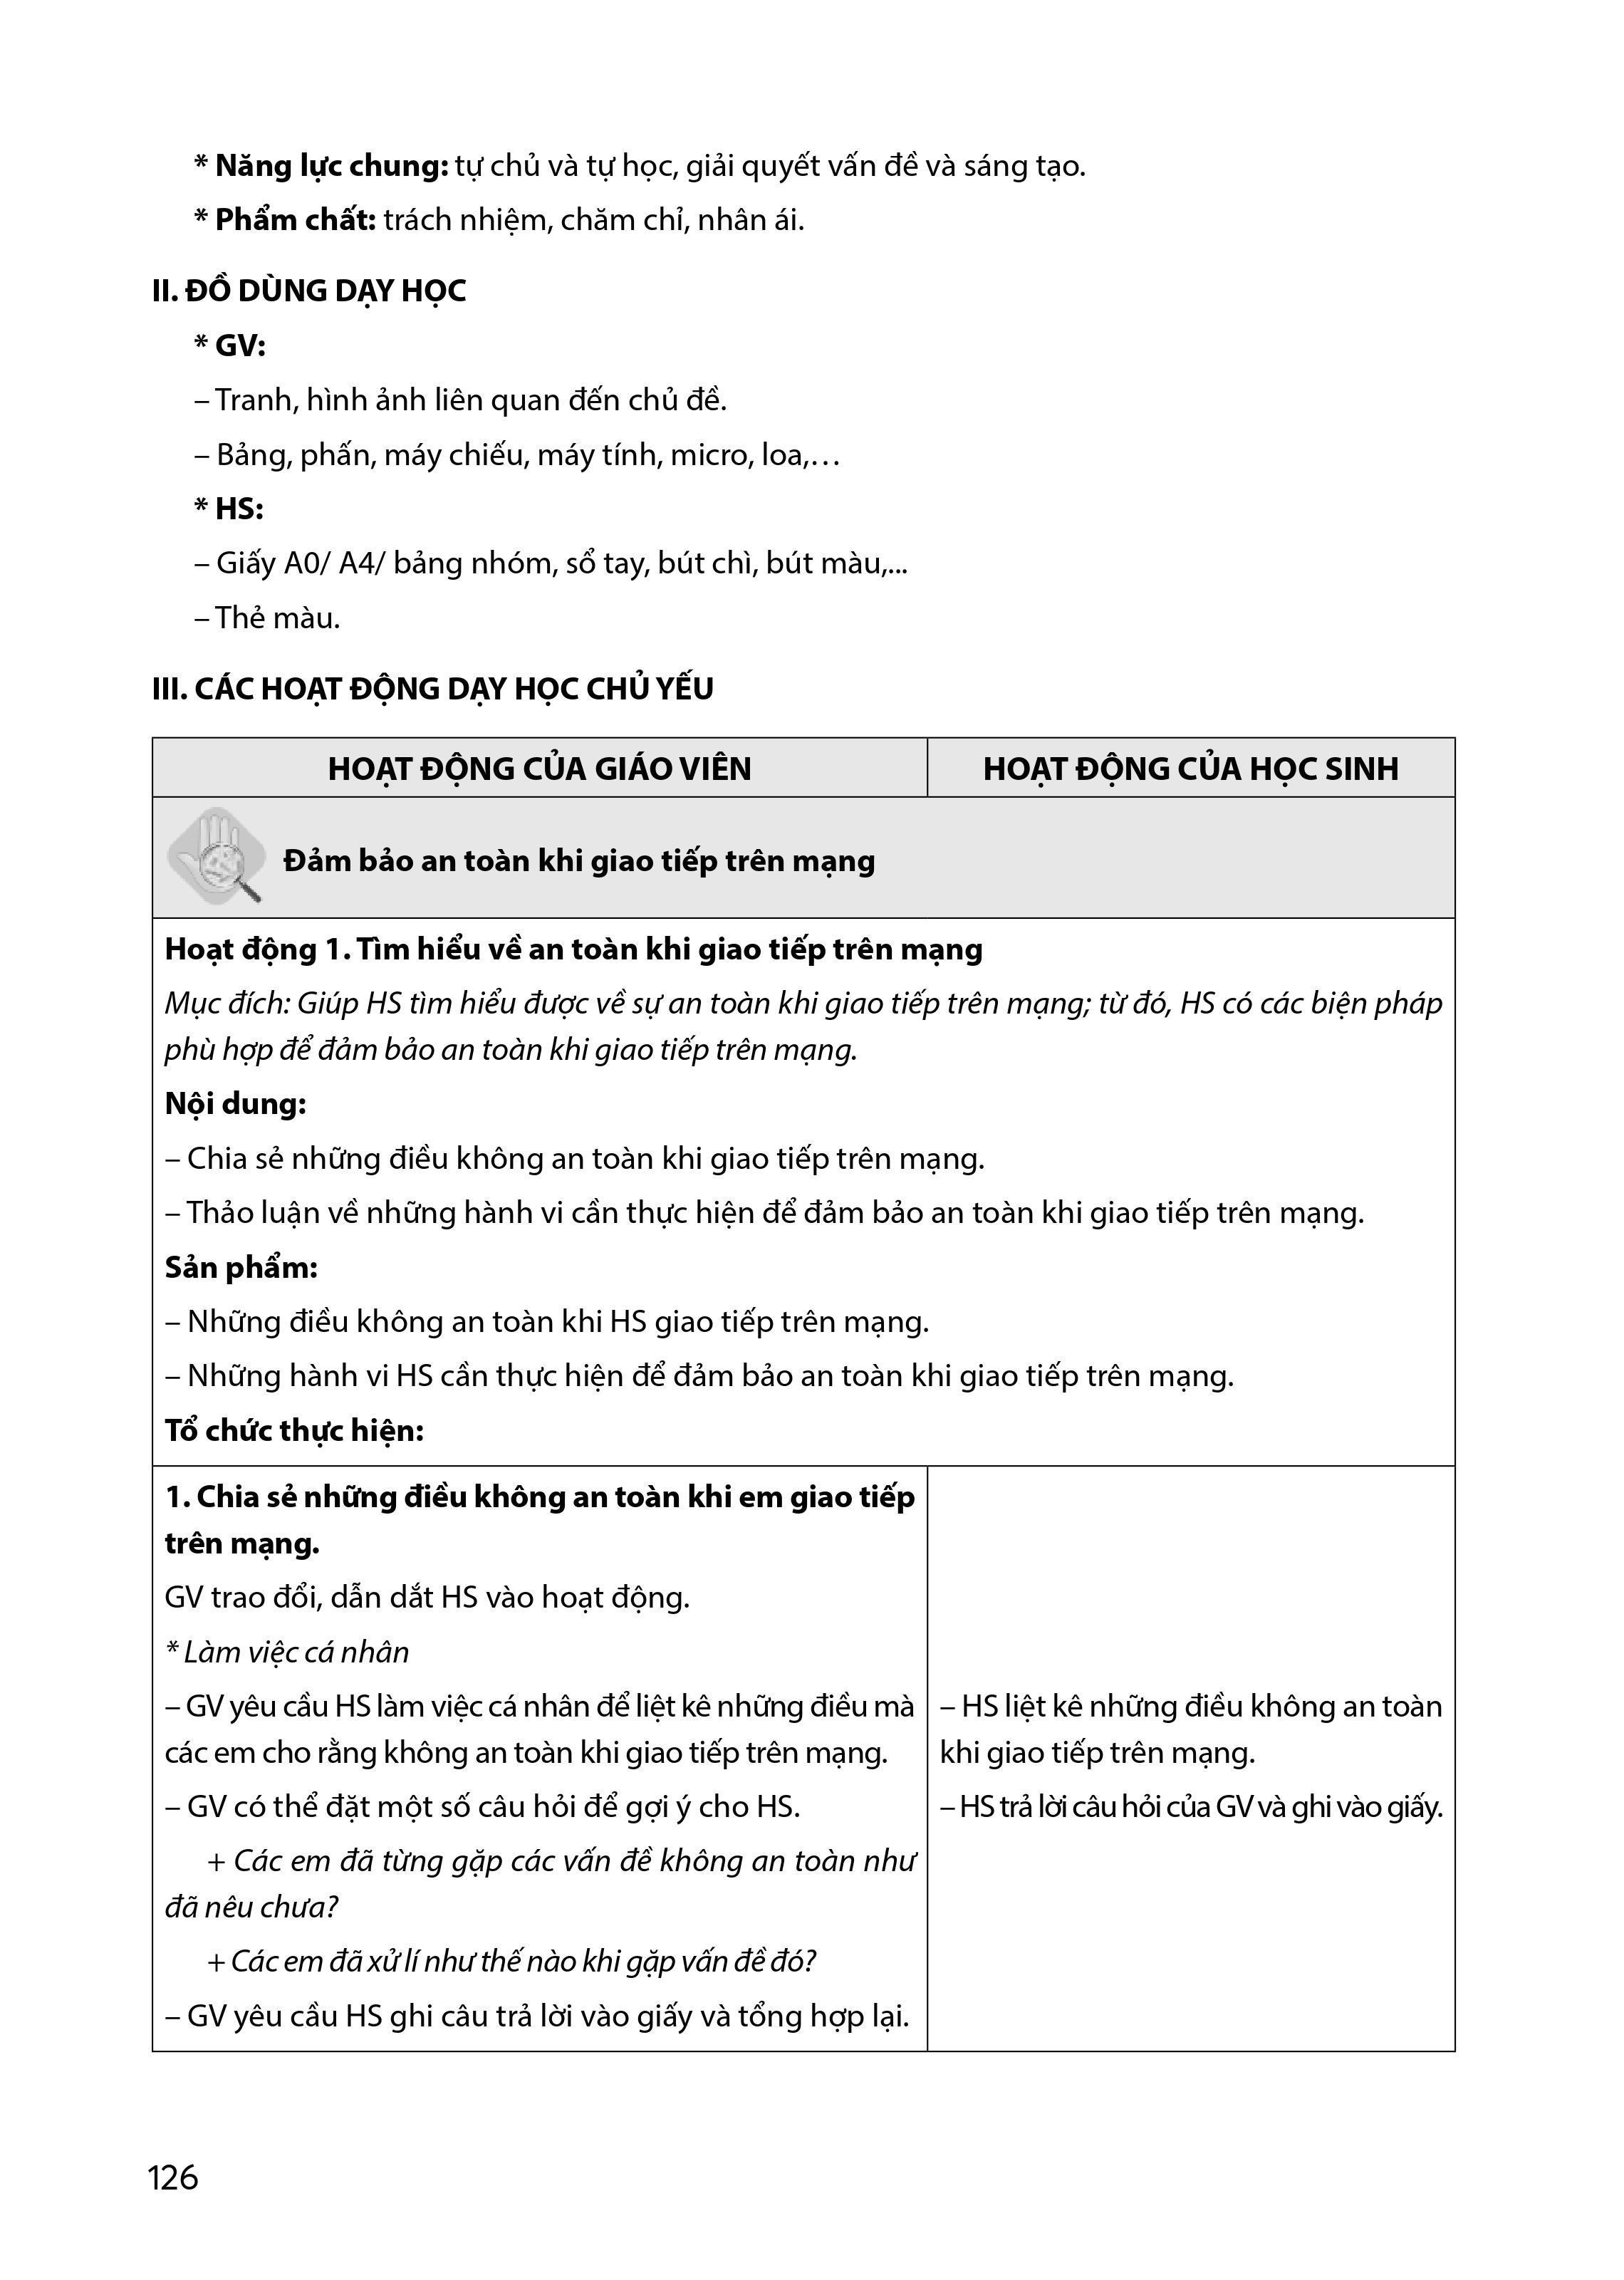 * Năng lực chung: tự chủ và tự học, giải quyết vấn đề và sáng tạo.
* Phẩm chất: trách nhiệm, chăm chỉ, nhân ái.
II. ĐỒ DÙNG DẠY HỌC
* GV:
– Tranh, hình ảnh liên quan đến chủ đề.
– Bảng, phấn, máy chiếu, máy tính, micro, loa,…
* HS:
– Giấy A0/ A4/ bảng nhóm, sổ tay, bút chì, bút màu,...
– Thẻ màu.
III. CÁC HOẠT ĐỘNG DẠY HỌC CHỦ YẾU
HOẠT ĐỘNG CỦA GIÁO VIÊN
HOẠT ĐỘNG CỦA HỌC SINH
Đảm bảo an toàn khi giao tiếp trên mạng
Hoạt động 1. Tìm hiểu về an toàn khi giao tiếp trên mạng
Mục đích: Giúp HS tìm hiểu được về sự an toàn khi giao tiếp trên mạng; từ đó, HS có các biện pháp
phù hợp để đảm bảo an toàn khi giao tiếp trên mạng.
Nội dung:
– Chia sẻ những điều không an toàn khi giao tiếp trên mạng.
– Thảo luận về những hành vi cần thực hiện để đảm bảo an toàn khi giao tiếp trên mạng.
Sản phẩm:
– Những điều không an toàn khi HS giao tiếp trên mạng.
– Những hành vi HS cần thực hiện để đảm bảo an toàn khi giao tiếp trên mạng.
Tổ chức thực hiện:
1. Chia sẻ những điều không an toàn khi em giao tiếp
trên mạng.
GV trao đổi, dẫn dắt HS vào hoạt động.
* Làm việc cá nhân
– GV yêu cầu HS làm việc cá nhân để liệt kê những điều mà
các em cho rằng không an toàn khi giao tiếp trên mạng.
– GV có thể đặt một số câu hỏi để gợi ý cho HS.
+ Các em đã từng gặp các vấn đề không an toàn như
đã nêu chưa?
+ Các em đã xử lí như thế nào khi gặp vấn đề đó?
– GV yêu cầu HS ghi câu trả lời vào giấy và tổng hợp lại.
– HS liệt kê những điều không an toàn
khi giao tiếp trên mạng.
– HS trả lời câu hỏi của GV và ghi vào giấy.
126